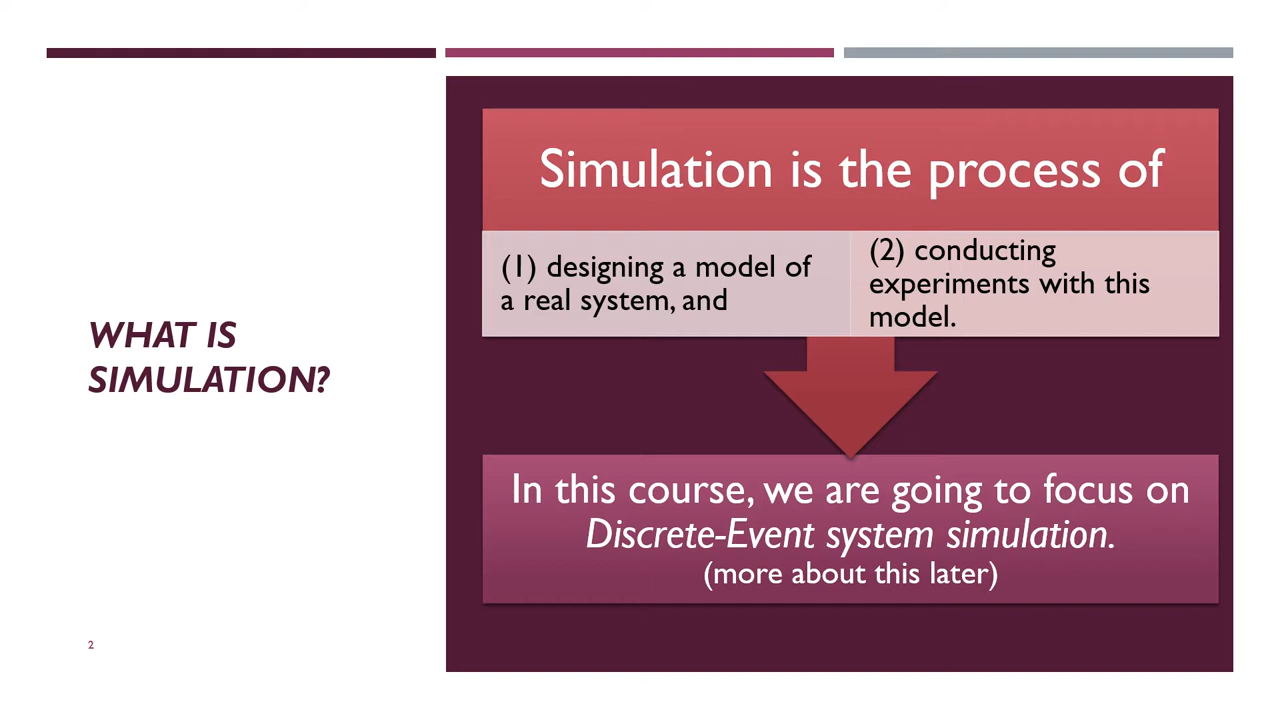 WHAT IS
SIMULATION?
Simulation is the process of
(1) designing a model of
a real system, and
(2) conducting
experiments with this
model.
In this course, we are going to focus on
Discrete-Event system simulation.
(more about this later)
2